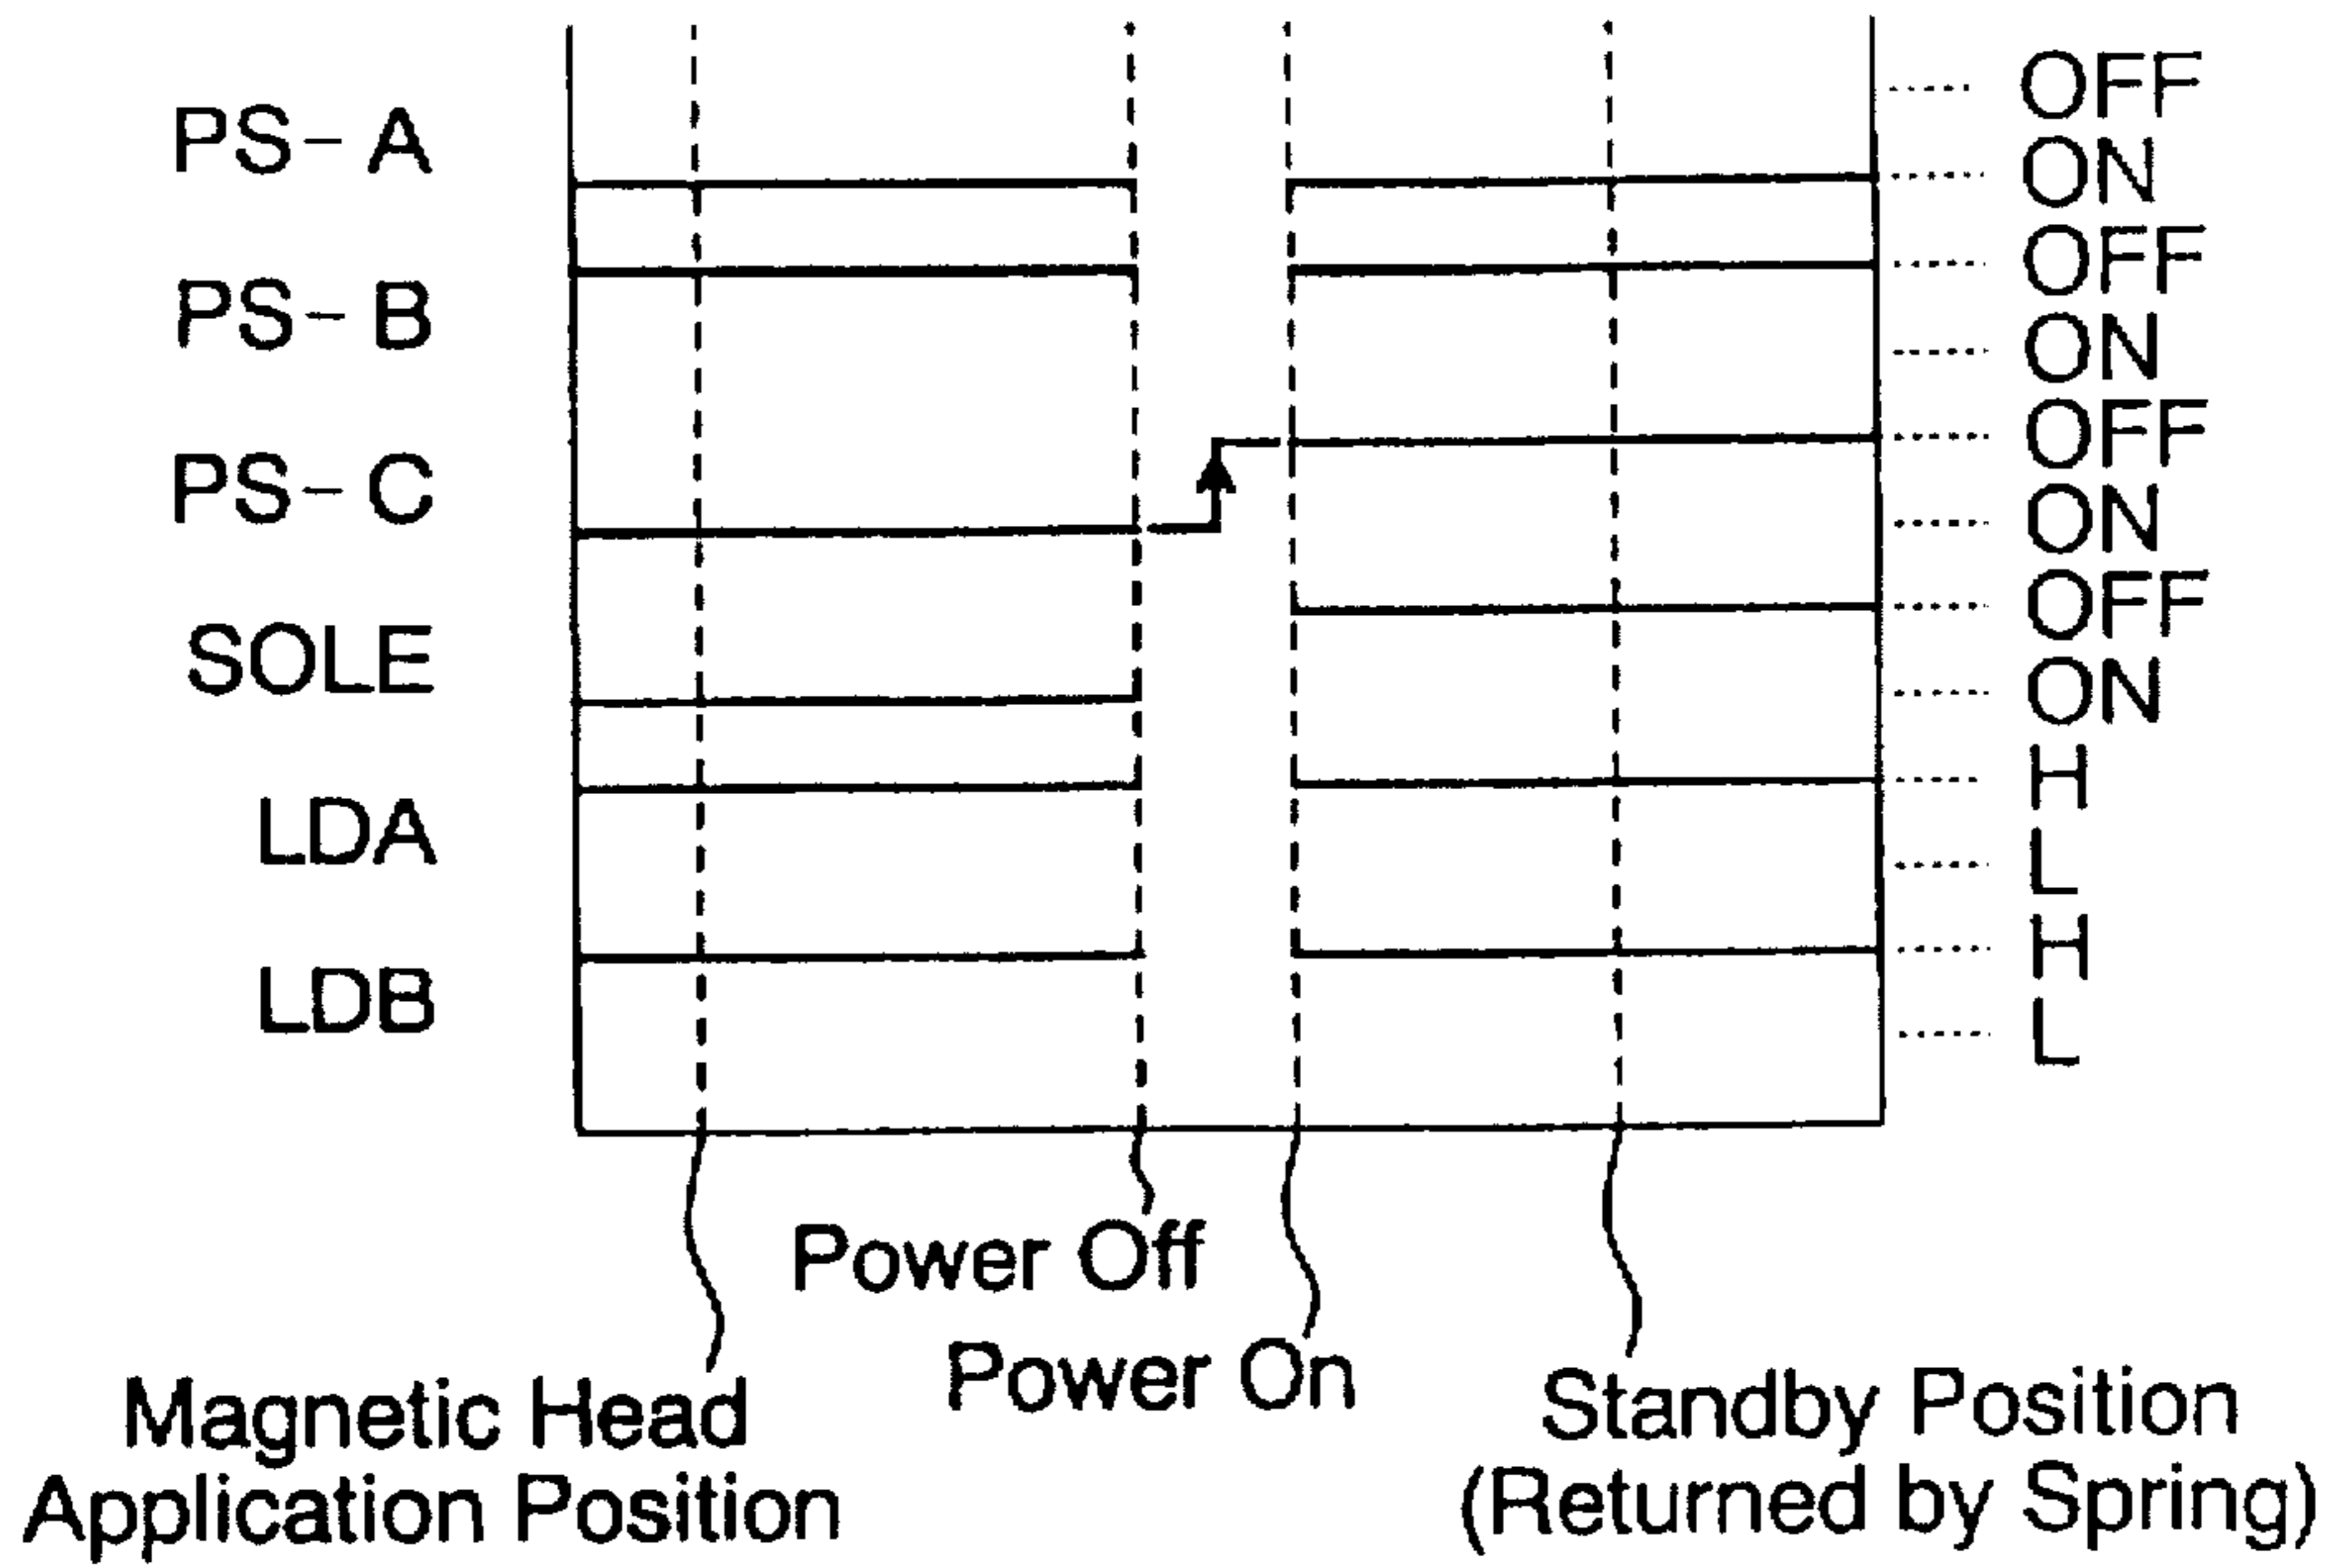 OFF
PS-A
ON
OFF
PS-B
ON
OFF
PS-C
ON
OFF
SOLE
ON
H
LDA
L
H
LDB
L
Power Off
Power On
Magnetic Head
Application Position
Standby Position
(Returned by Spring)